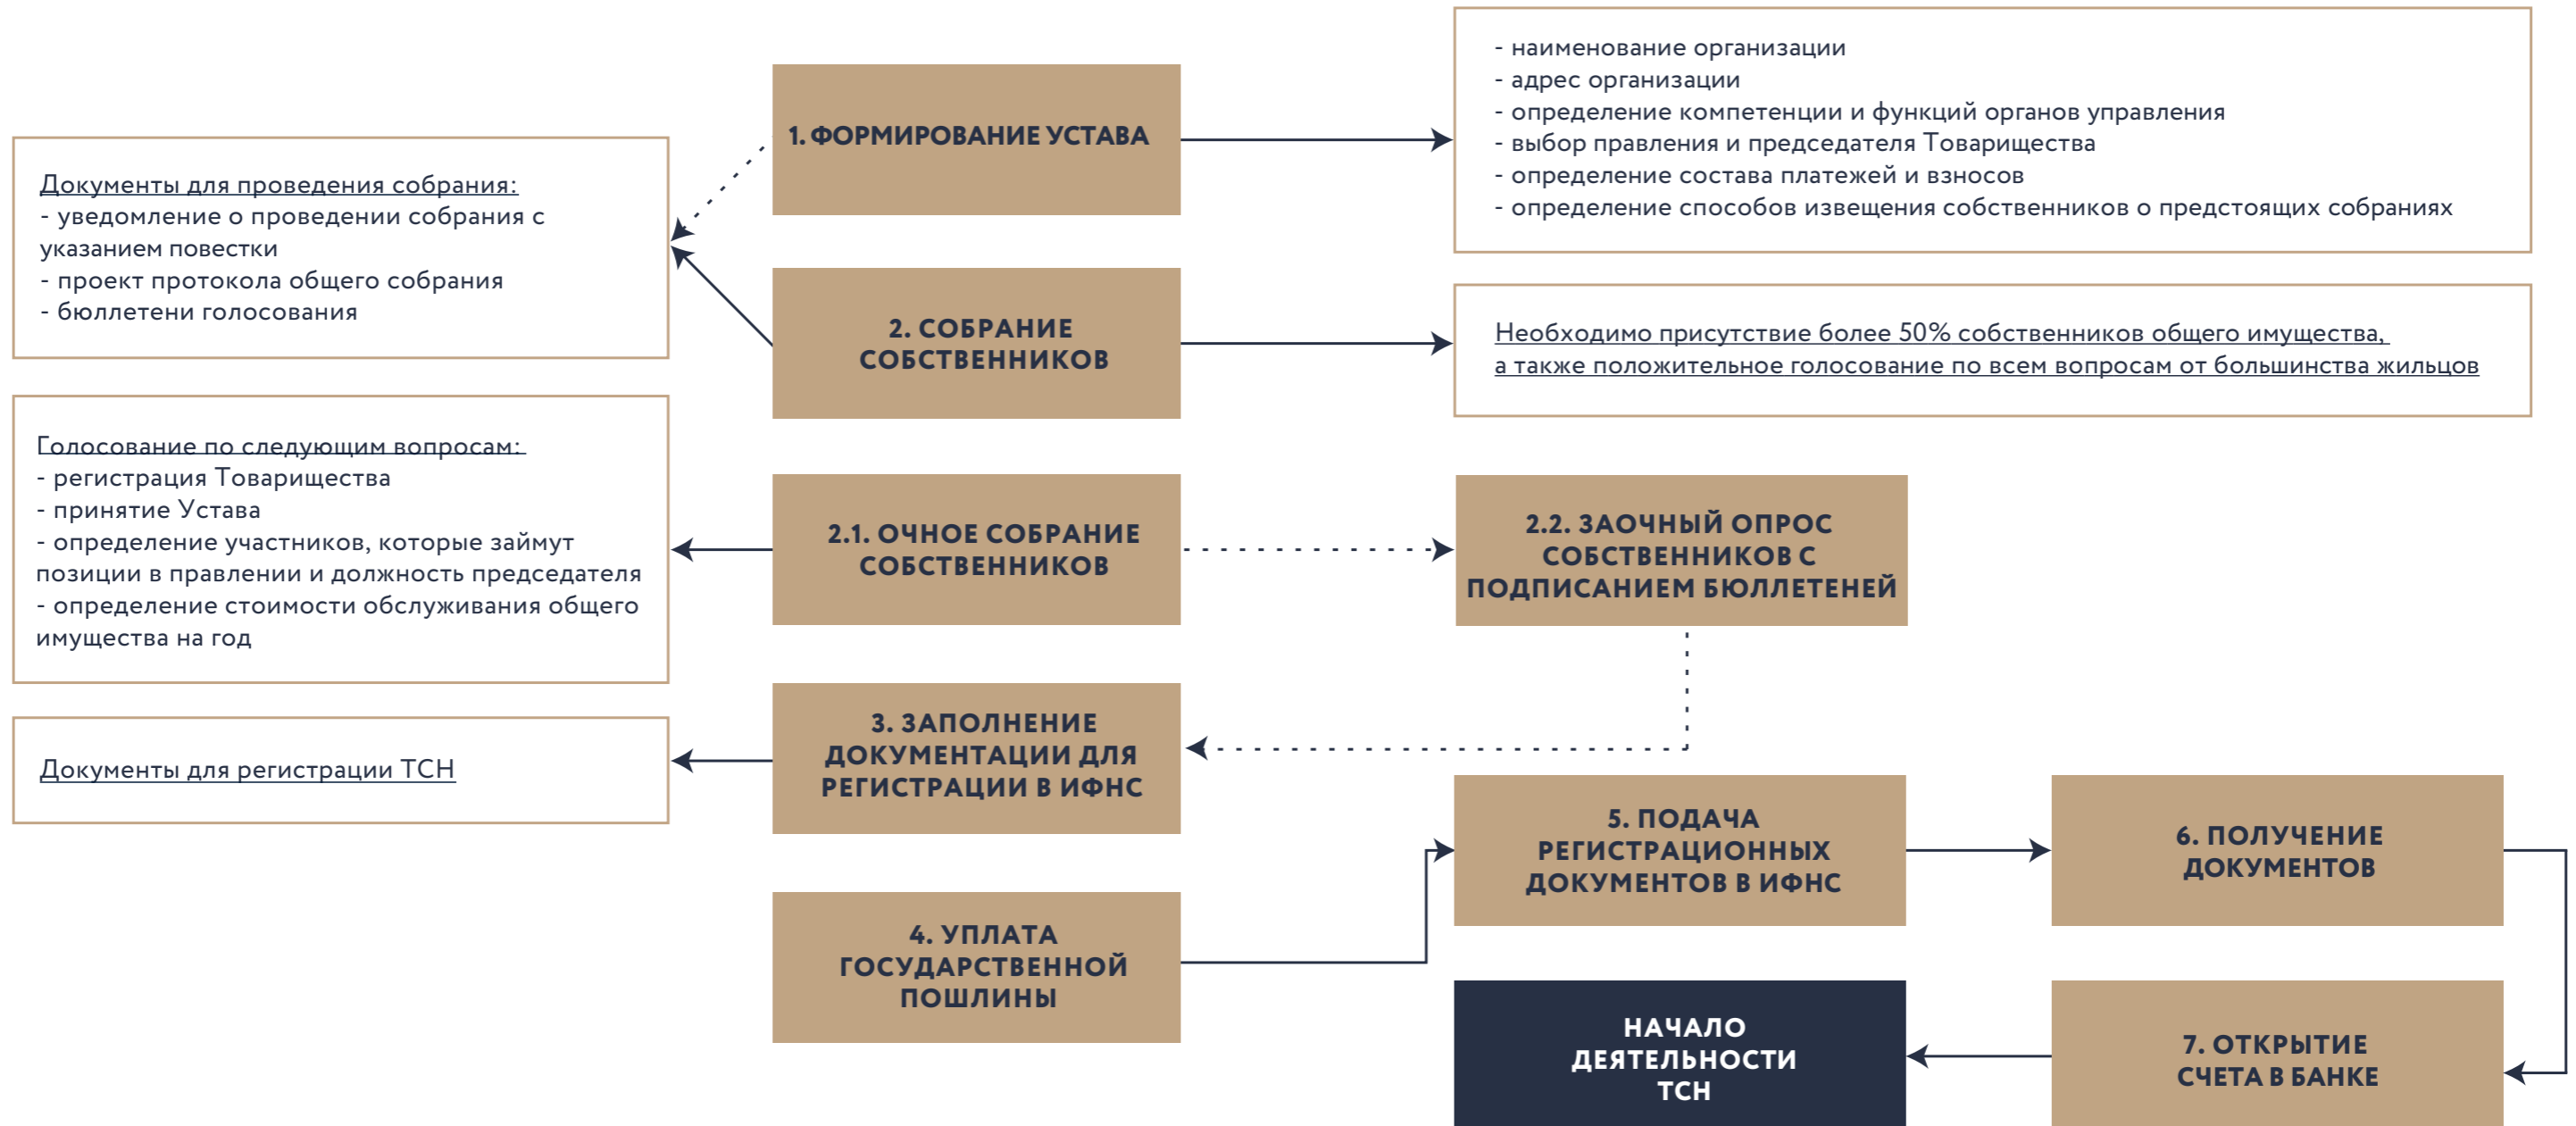 1. ФОРМИРОВАНИЕ УСТАВА
- наименование организации
- адрес организации
- определение компетенции и функций органов управления
- выбор правления и председателя Товарищества
- определение состава платежей и взносов
- определение способов извещения собственников о предстоящих собраниях
Документы для проведения собрания:
- уведомление о проведении собрания с
указанием повестки
- проект протокола общего собрания
- бюллетени голосования
2. СОБРАНИЕ
СОБСТВЕННИКОВ
Необходимо присутствие более 50% собственников общего имущества,
а также положительное голосование по всем вопросам от большинства жильцов
Голосование по следующим вопросам:
- регистрация Товарищества
- принятие Устава
- определение участников, которые займут
позиции в правлении и должность председателя
- определение стоимости обслуживания общего
имущества на год
2.1. ОЧНОЕ СОБРАНИЕ
СОБСТВЕННИКОВ
2.2. ЗАОЧНЫЙ ОПРОС
СОБСТВЕННИКОВ С
ПОДПИСАНИЕМ БЮЛЛЕТЕНЕЙ
Документы для регистрации ТСН
3. ЗАПОЛНЕНИЕ
ДОКУМЕНТАЦИИ ДЛЯ
РЕГИСТРАЦИИ В ИФНС
4. УПЛАТА
ГОСУДАРСТВЕННОЙ
ПОШЛИНЫ
5. ПОДАЧА
РЕГИСТРАЦИОННЫХ
ДОКУМЕНТОВ В ИФНС
6. ПОЛУЧЕНИЕ
ДОКУМЕНТОВ
7. ОТКРЫТИЕ
СЧЕТА В БАНКЕ
НАЧАЛО
ДЕЯТЕЛЬНОСТИ
ТСН